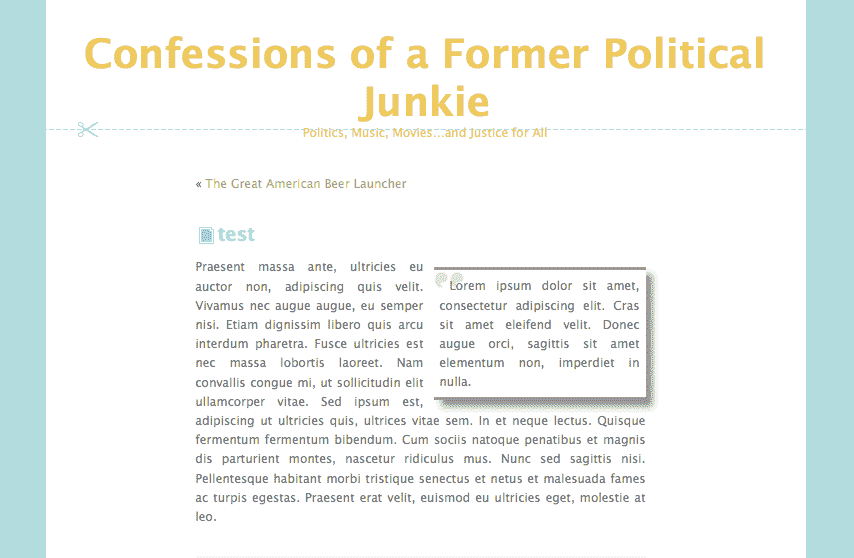 Confessions of a Former Political
Junkie
Politics, Music, Movies...and Justice for All
« The Great American Beer Launcher
test
Praesent massa ante, ultricies eu
auctor non, adipiscing quis velit.
Vivamus nec augue augue, eu semper
nisi. Etiam dignissim libero quis arcu
interdum pharetra. Fusce ultricies est
nec massa lobortis laoreet. Nam
convallis congue mi, ut sollicitudin elit
ullamcorper vitae. Sed ipsum est,
Lorem ipsum dolor sit amet,
consectetur adipiscing elit. Cras
sit amet eleifend velit. Donec
augue orci, sagittis sit amet
elementum non, imperdiet in
nulla.
adipiscing ut ultricies quis, ultrices vitae sem. In et neque lectus. Quisque
fermentum fermentum bibendum. Cum sociis natoque penatibus et magnis
dis parturient montes, nascetur ridiculus mus. Nunc sed sagittis nisi.
Pellentesque habitant morbi tristique senectus et netus et malesuada fames
ac turpis egestas. Praesent erat velit, euismod eu ultricies eget, molestie at
leo.